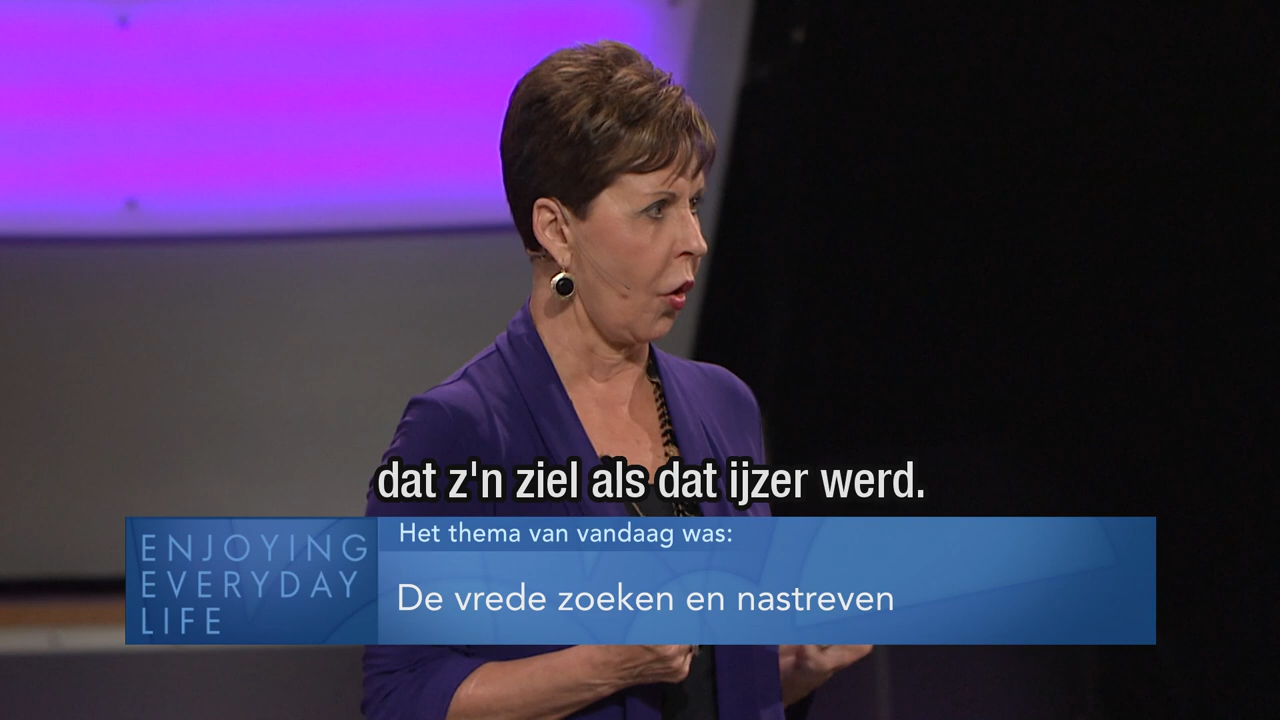 dat z'n ziel als dat ijzer werd.
Het thema van vandaag was:
ENJOYING
EVERYDAY
LIFE
De vrede zoeken en nastreven